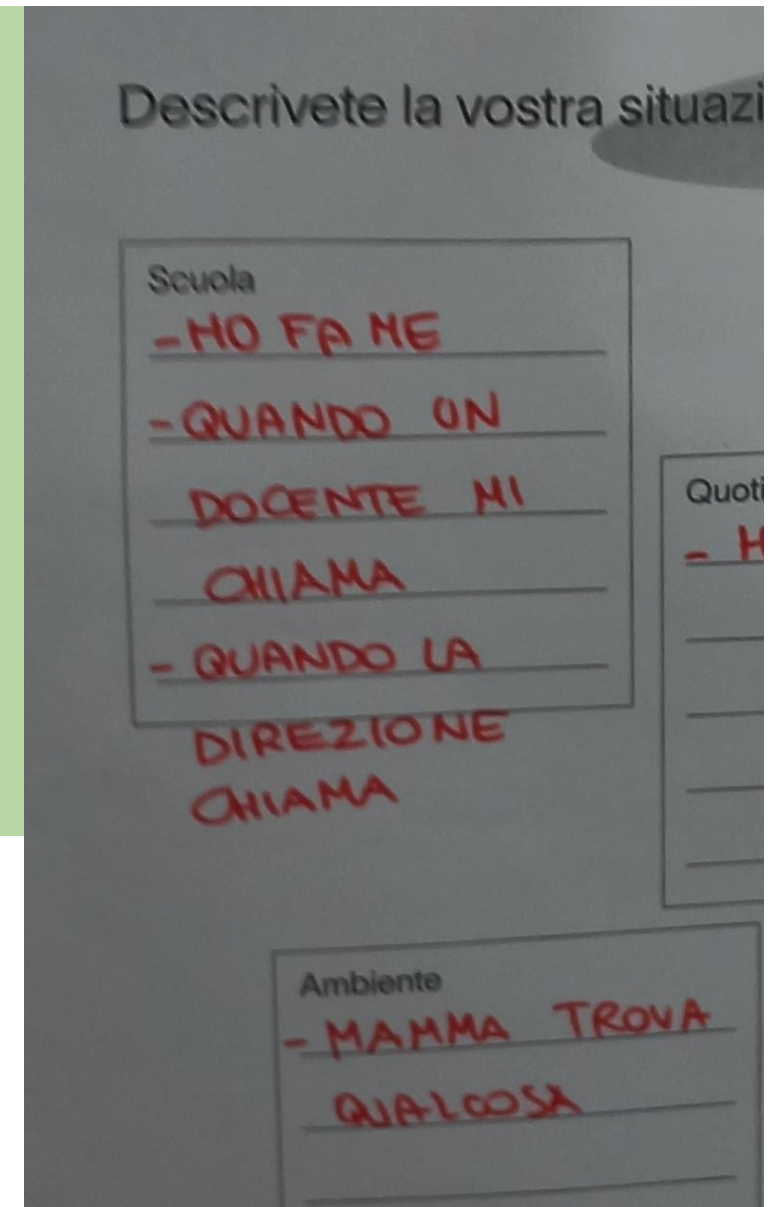 Descrivete la vostra situazi
Scuola
- HO FAME
- QUANDO UN
DOCENTE MI
CHIAMA
- QUANDO LA
DIREZIONE
CHIAMA
Quoti
- H
Ambiente
- MAMMA TROVA
QUALCOSA